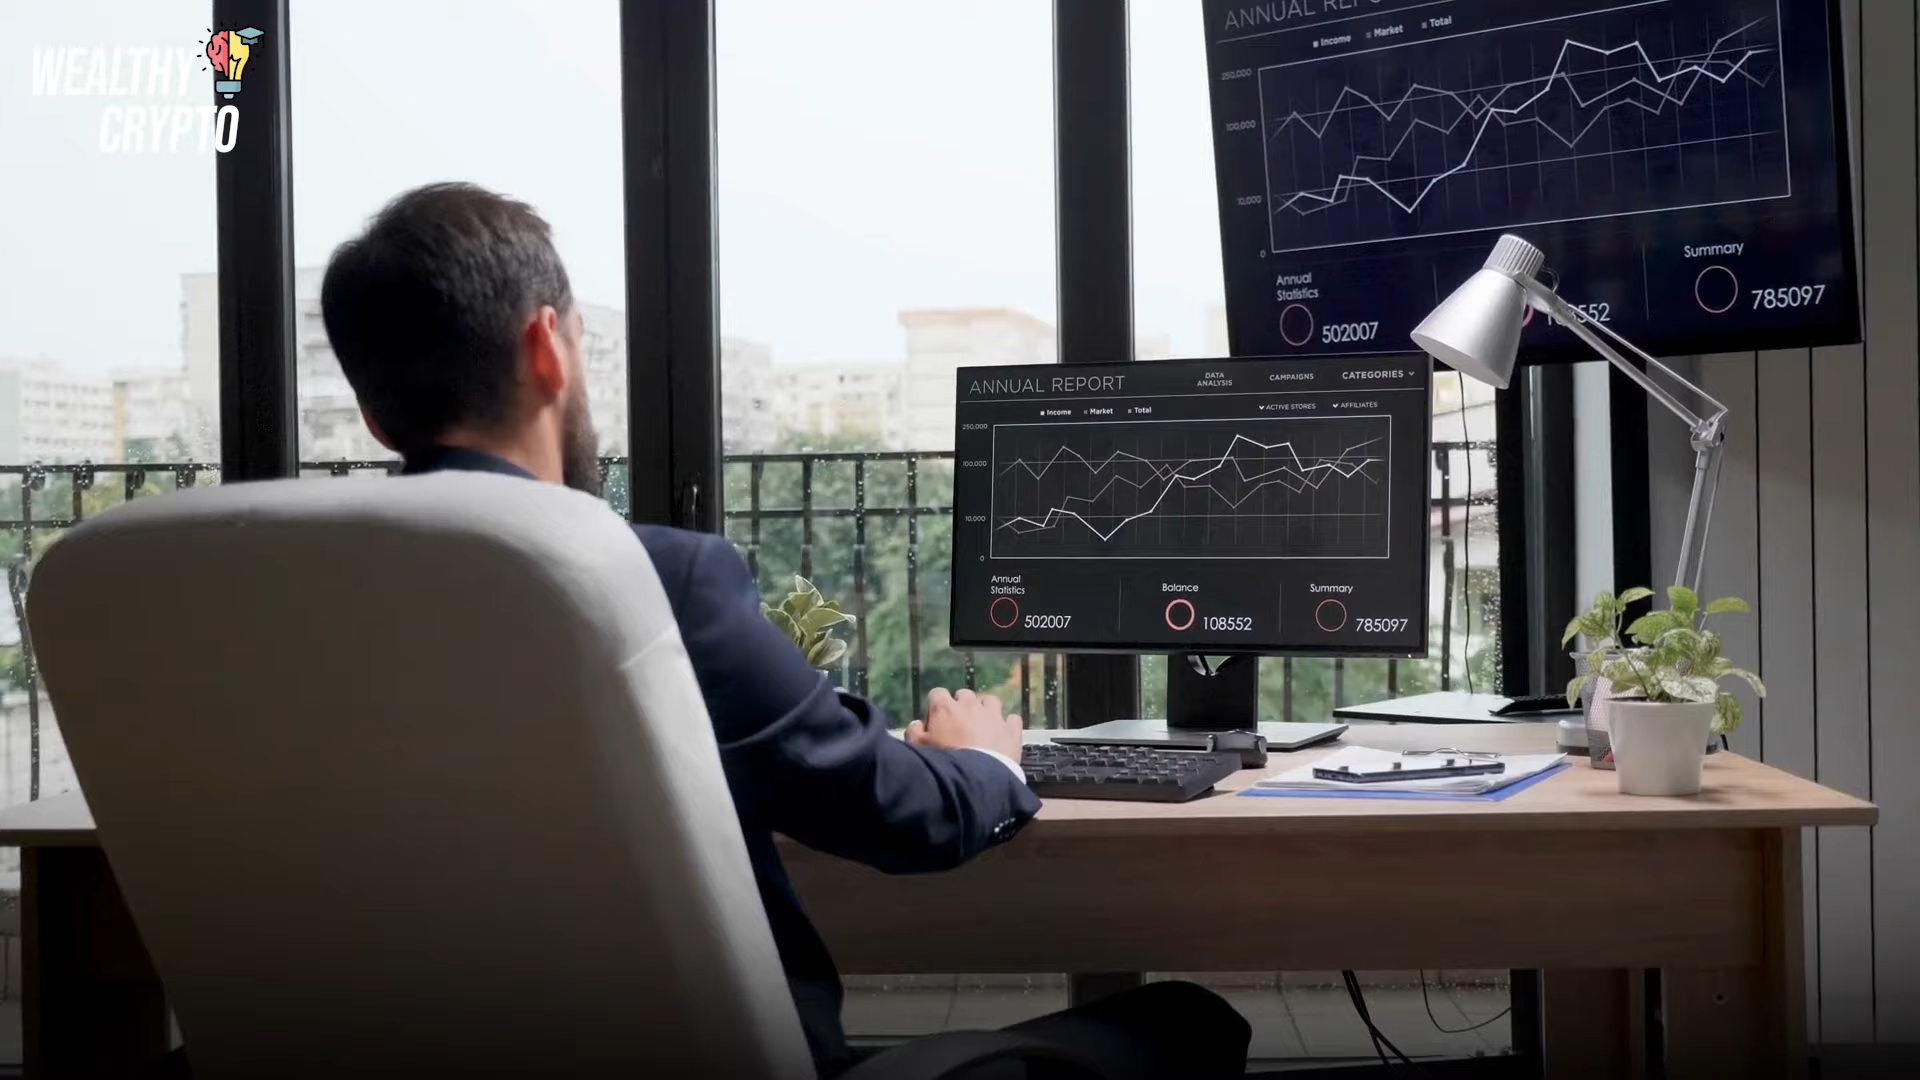 WEALTHY
CRYPTO
ANNUAL
Income
Market
Total
250,000
100,000
10,000
0
Annual
Statistics
502007
Summary
785097
ANNUAL REPORT
DATA
ANALYSIS
CAMPAIGNS
CATEGORIES
Income
Market
Total
ACTIVE STORES
AFFILIATES
250,000
100,000
10,000
0
Annual
Statistics
502007
Balance
108552
Summary
785097